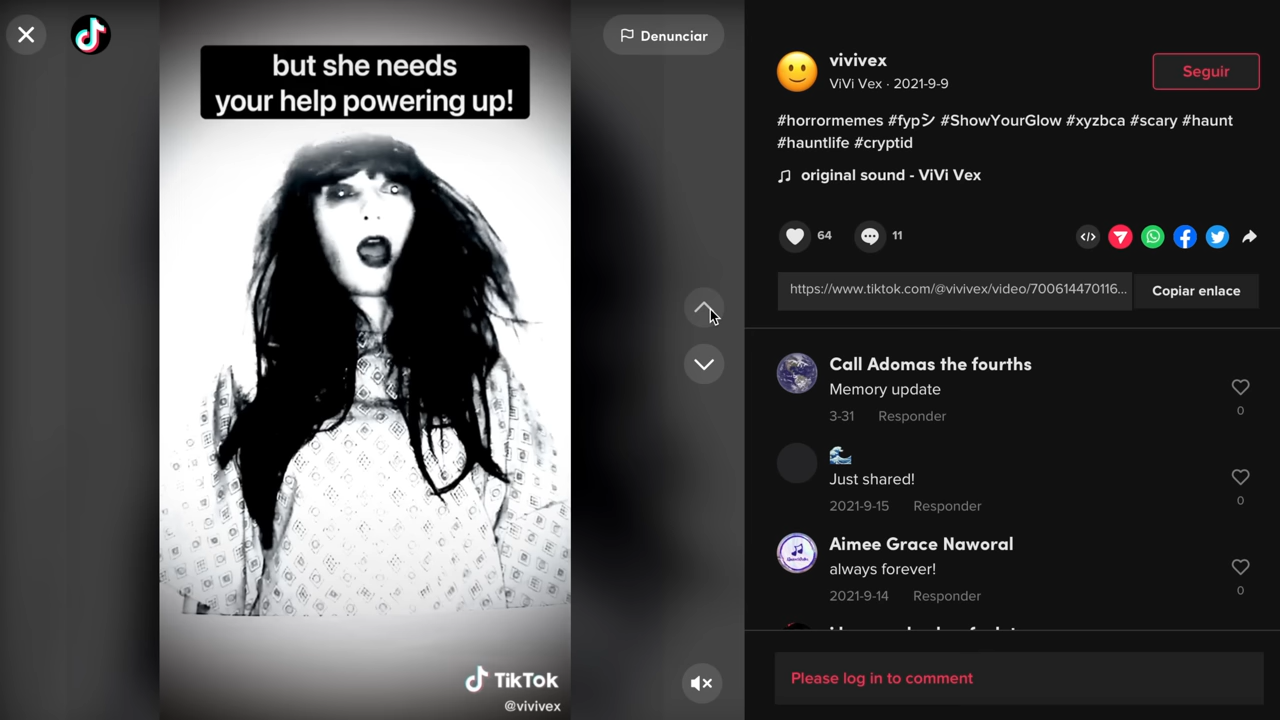 but she needs
your help powering up!
Denunciar
TikTok
@vivivex
vivivex
ViVi Vex · 2021-9-9
Seguir
#horrormemes #fypシ #ShowYourGlow #xyzbca #scary #haunt
#hauntlife #cryptid
original sound - ViVi Vex
64
11
https://www.tiktok.com/@vivivex/video/700614470116...
Copiar enlace
Call Adomas the fourths
Memory update
3-31 Responder
0
🌊
Just shared!
2021-9-15 Responder
0
Aimee Grace Naworal
always forever!
2021-9-14 Responder
0
Please log in to comment